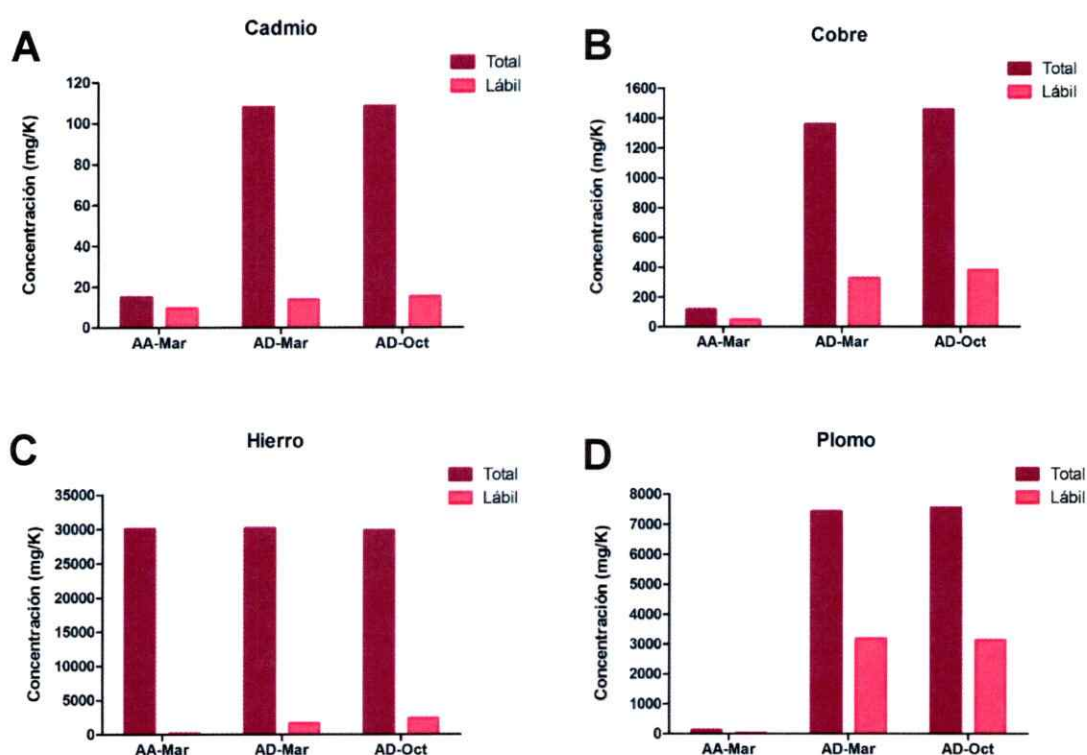 A
Cadmio
Total
Lábil
Concentración (mg/K)
120
100
80
60
40
20
0
AA-Mar AD-Mar AD-Oct
B
Cobre
Total
Lábil
Concentración (mg/K)
1600
1400
1200
1000
800
600
400
200
0
AA-Mar AD-Mar AD-Oct
C
Hierro
Total
Lábil
Concentración (mg/K)
35000
30000
25000
20000
15000
10000
5000
0
AA-Mar AD-Mar AD-Oct
D
Plomo
Total
Lábil
Concentración (mg/K)
8000
7000
6000
5000
4000
3000
2000
1000
0
AA-Mar AD-Mar AD-Oct